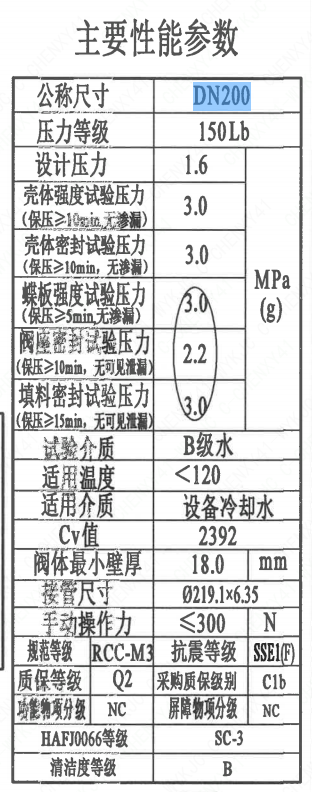 主要性能参数
公称尺寸 DN200
压力等级 150Lb
设计压力 1.6 MPa(g)
壳体强度试验压力 3.0
(保压≥10min,无渗漏)
壳体密封试验压力 3.0
(保压≥10min, 无渗漏)
蝶板强度试验压力 3.0
(保压≥5min,无渗漏)
阀座密封试验压力 2.2
(保压≥10min, 无可见泄漏)
填料密封试验压力 3.0
(保压≥15min, 无可见泄漏)
试验介质 B级水
适用温度 <120
适用介质 设备冷却水
Cv值 2392
阀体最小壁厚 18.0 mm
接管尺寸 Ø219.1×6.35
手动操作力 ≤300 N
规范等级 RCC-M3 抗震等级 SSE1(F)
质保等级 Q2 采购质保级别 C1b
功能物项分级 NC 屏障物项分级 NC
HAFJ0066等级 SC-3
清洁度等级 B